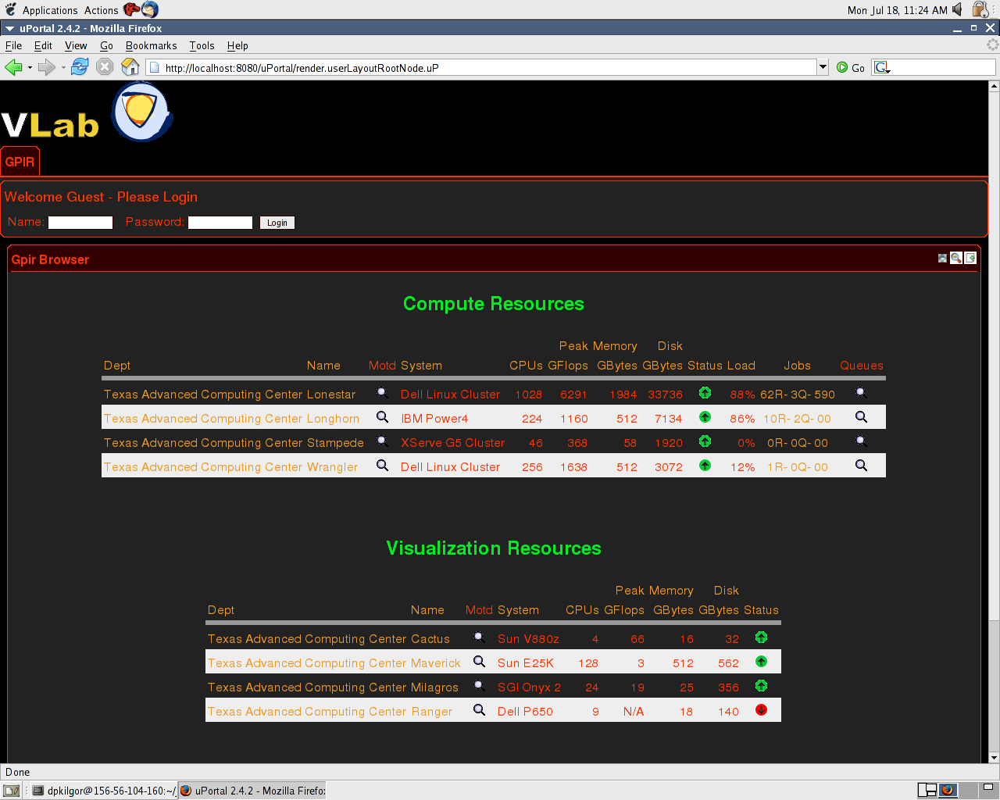 Applications Actions Mon Jul 18, 11:24 AM
uPortal 2.4.2 - Mozilla Firefox
File Edit View Go Bookmarks Tools Help
http://localhost:8080/uPortal/render.userLayoutRootNode.uP Go G
VLab
GPIR
Welcome Guest - Please Login
Name: Password: Login
Gpir Browser
Compute Resources
Peak Memory Disk
Dept Name Motd System CPUs GFlops GBytes GBytes Status Load Jobs Queues
Texas Advanced Computing Center Lonestar Dell Linux Cluster 1028 6291 1984 33736 88% 62R- 3Q- 590
Texas Advanced Computing Center Longhorn IBM Power4 224 1160 512 7134 86% 10R- 2Q- 00
Texas Advanced Computing Center Stampede XServe G5 Cluster 46 368 58 1920 0% 0R- 0Q- 00
Texas Advanced Computing Center Wrangler Dell Linux Cluster 256 1638 512 3072 12% 1R- 0Q- 00
Visualization Resources
Peak Memory Disk
Dept Name Motd System CPUs GFlops GBytes GBytes Status
Texas Advanced Computing Center Cactus Sun V880z 4 66 16 32
Texas Advanced Computing Center Maverick Sun E25K 128 3 512 562
Texas Advanced Computing Center Milagros SGI Onyx 2 24 19 25 356
Texas Advanced Computing Center Ranger Dell P650 9 N/A 18 140
Done
dpkilgor@156-56-104-160:~/ uPortal 2.4.2 - Mozilla Firefox